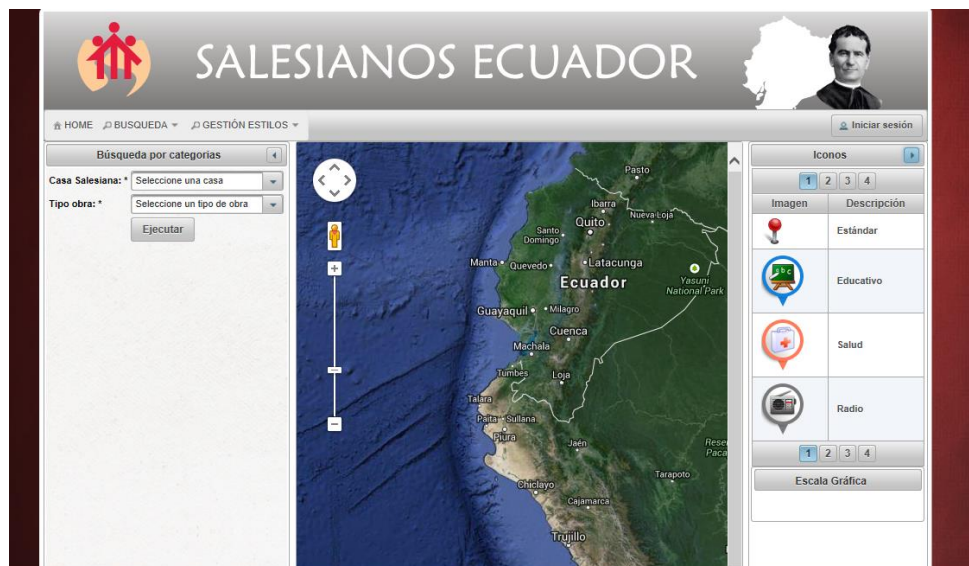 SALESIANOS ECUADOR
HOME BUSQUEDA GESTIÓN ESTILOS
Iniciar sesión
Búsqueda por categorias
Casa Salesiana: * Seleccione una casa
Tipo obra: * Seleccione un tipo de obra
Ejecutar
Pasto
Ibarra
Nueva Loja
Quito
Santo
Domingo
Manta
Quevedo
Latacunga
Ecuador
Yasuni
National Park
Guayaquil
Milagro
Cuenca
Machala
Tumbes
Loja
Talara
Paita
Sullana
Piura
Jaén
Rese
Paca
Tarapoto
Chiclayo
Cajamarca
Trujillo
Iconos
1 2 3 4
Imagen Descripción
Estándar
abc
Educativo
Salud
Radio
1 2 3 4
Escala Gráfica